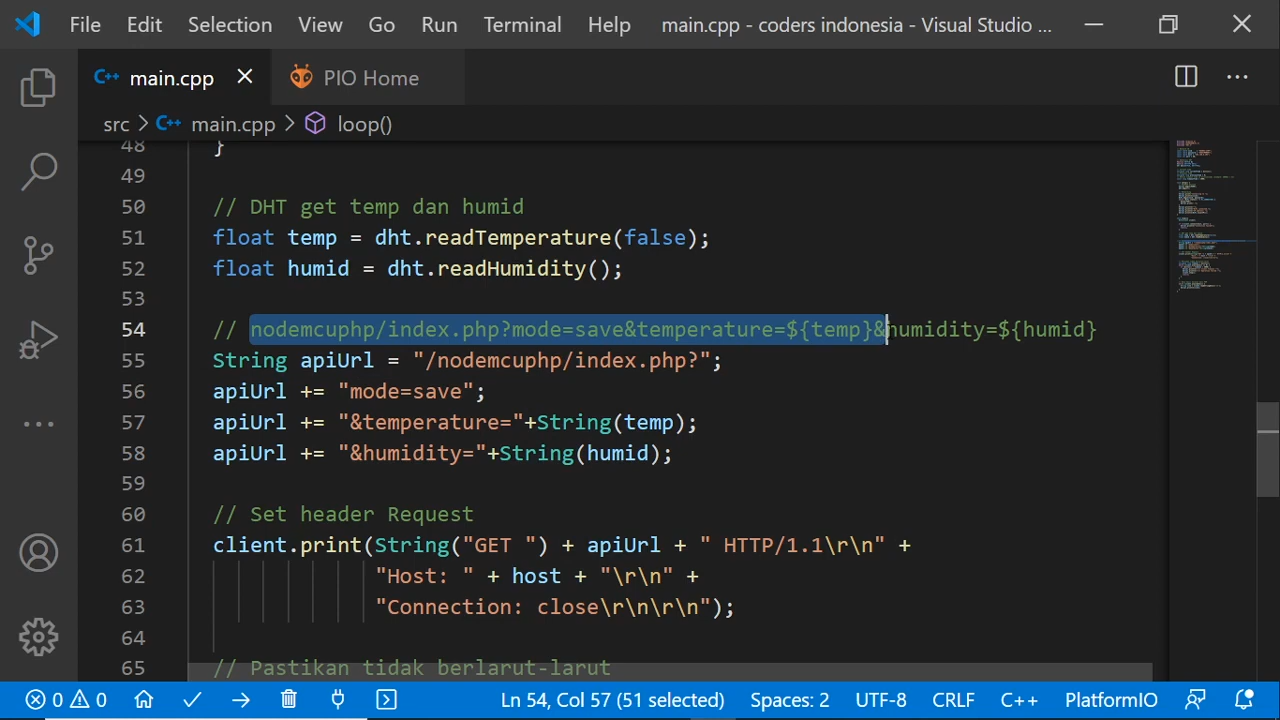 File Edit Selection View Go Run Terminal Help main.cpp - coders indonesia - Visual Studio ...
C++ main.cpp PIO Home
src > C++ main.cpp > loop()
48 }
49
50 // DHT get temp dan humid
51 float temp = dht.readTemperature(false);
52 float humid = dht.readHumidity();
53
54 // nodemcuphp/index.php?mode=save&temperature=${temp}&humidity=${humid}
55 String apiUrl = "/nodemcuphp/index.php?";
56 apiUrl += "mode=save";
57 apiUrl += "&temperature="+String(temp);
58 apiUrl += "&humidity="+String(humid);
59
60 // Set header Request
61 client.print(String("GET ") + apiUrl + " HTTP/1.1\r\n" +
62 "Host: " + host + "\r\n" +
63 "Connection: close\r\n\r\n");
64
65 // Pastikan tidak berlarut-larut
0 0 Ln 54, Col 57 (51 selected) Spaces: 2 UTF-8 CRLF C++ PlatformIO